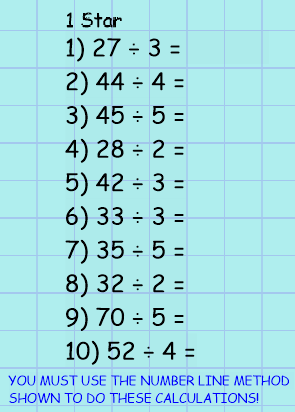 1 Star
1) 27 ÷ 3 =
2) 44 ÷ 4 =
3) 45 ÷ 5 =
4) 28 ÷ 2 =
5) 42 ÷ 3 =
6) 33 ÷ 3 =
7) 35 ÷ 5 =
8) 32 ÷ 2 =
9) 70 ÷ 5 =
10) 52 ÷ 4 =
YOU MUST USE THE NUMBER LINE METHOD
SHOWN TO DO THESE CALCULATIONS!